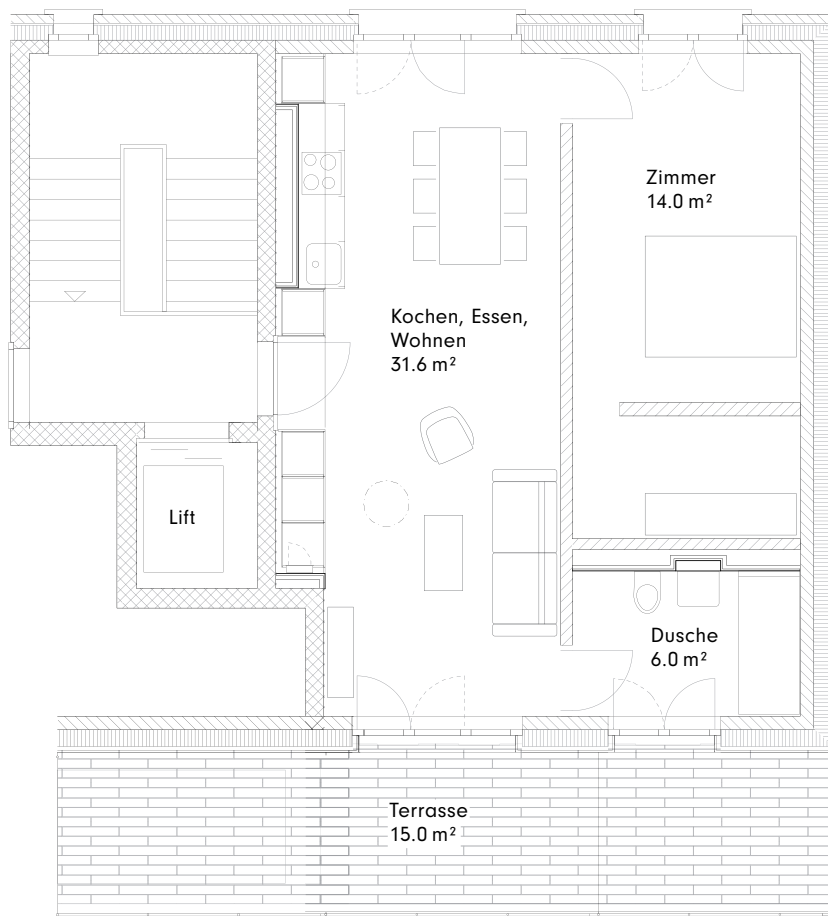 Zimmer
14.0 m²
Kochen, Essen,
Wohnen
31.6 m²
Lift
Dusche
6.0 m²
Terrasse
15.0 m²